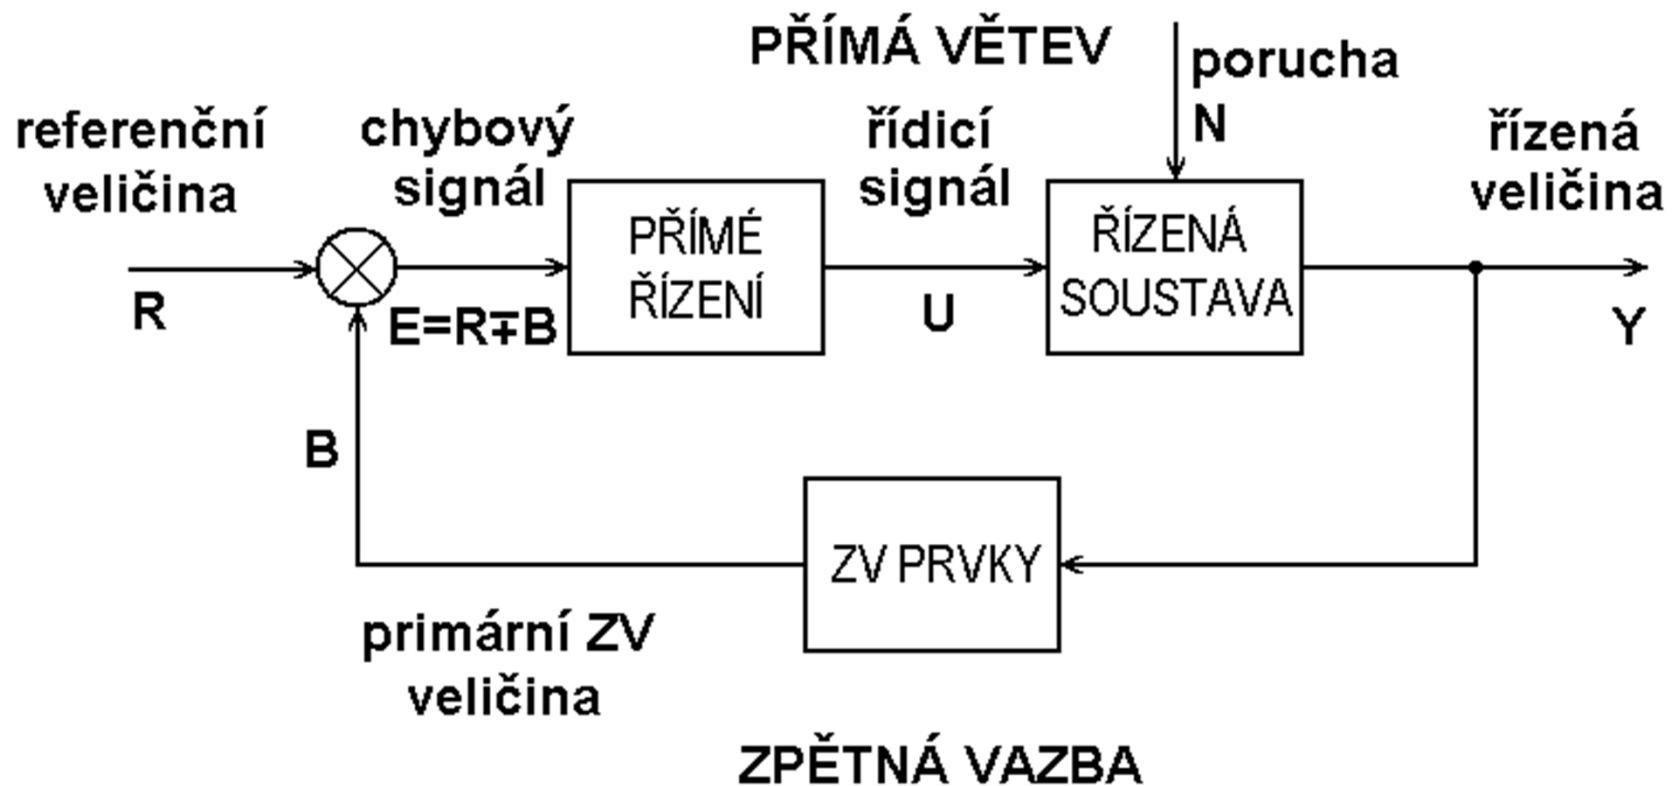 PŘÍMÁ VĚTEV
porucha
N
referenční
veličina
chybový
signál
řídicí
signál
řízená
veličina
PŘÍMÉ
ŘÍZENÍ
ŘÍZENÁ
SOUSTAVA
R
E=R∓B
U
Y
B
ZV PRVKY
primární ZV
veličina
ZPĚTNÁ VAZBA